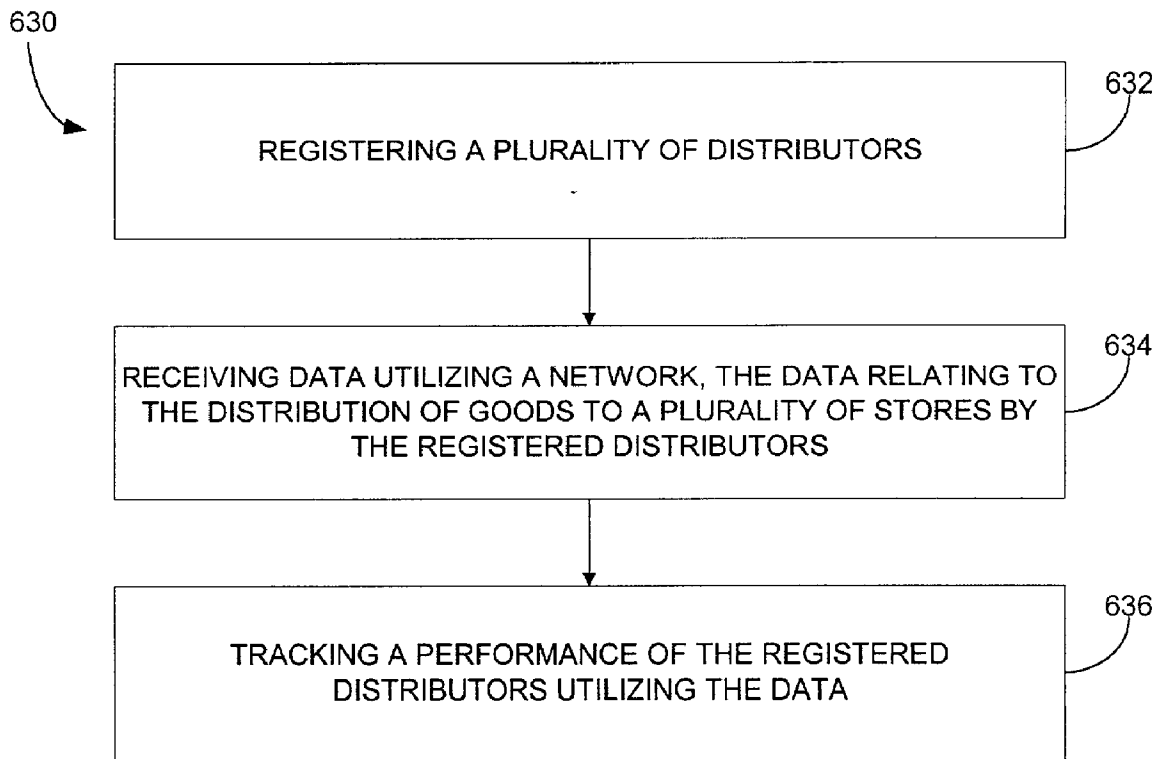 630
632
REGISTERING A PLURALITY OF DISTRIBUTORS
634
RECEIVING DATA UTILIZING A NETWORK, THE DATA RELATING TO
THE DISTRIBUTION OF GOODS TO A PLURALITY OF STORES BY
THE REGISTERED DISTRIBUTORS
636
TRACKING A PERFORMANCE OF THE REGISTERED
DISTRIBUTORS UTILIZING THE DATA